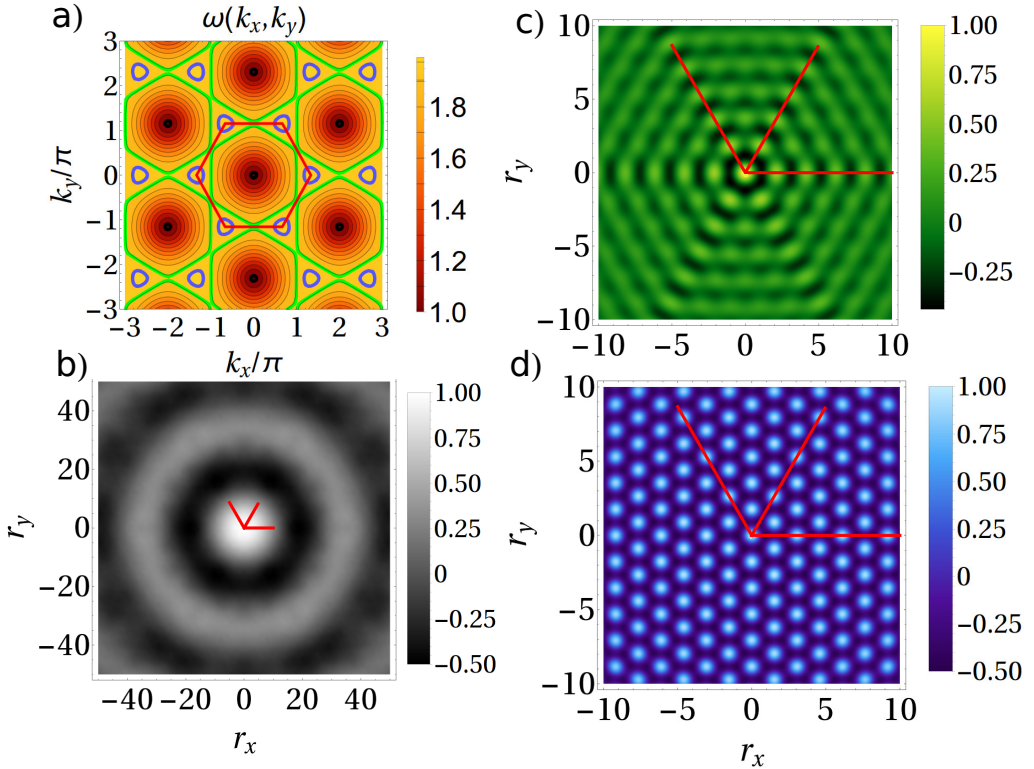 a)
ω(kx,ky)
3
2
1
0
−1
−2
−3
ky/π
−3 −2 −1 0 1 2 3
kx/π
1.8
1.6
1.4
1.2
1.0
c)
10
5
0
−5
−10
ry
−10 −5 0 5 10
1.00
0.75
0.50
0.25
0
−0.25
b)
40
20
0
−20
−40
ry
−40 −20 0 20 40
rx
1.00
0.75
0.50
0.25
0
−0.25
−0.50
d)
10
5
0
−5
−10
ry
−10 −5 0 5 10
rx
1.00
0.75
0.50
0.25
0
−0.25
−0.50